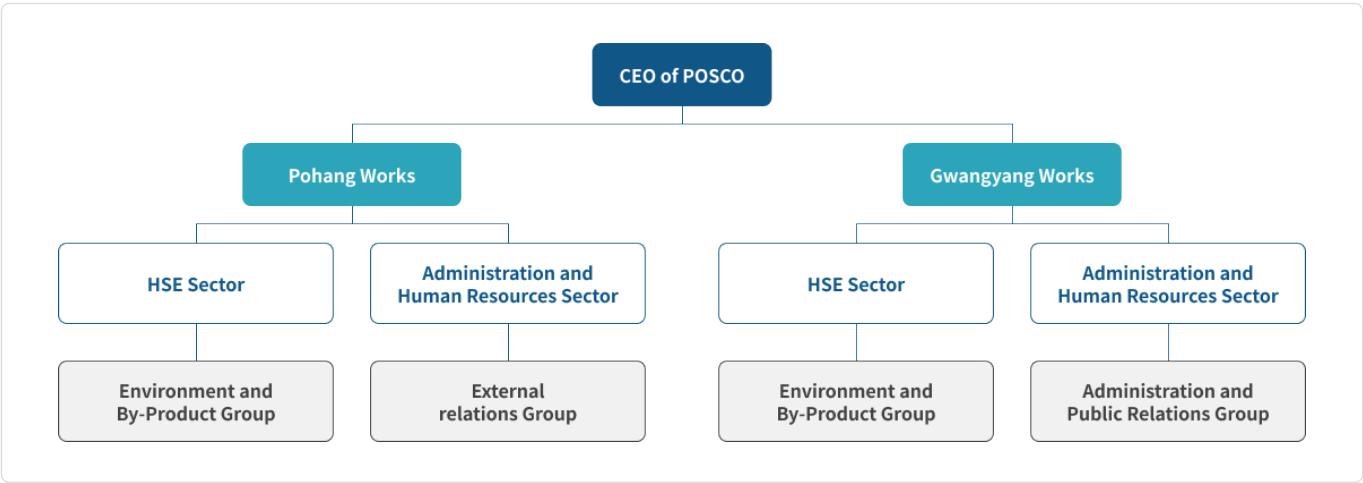 CEO of POSCO
Pohang Works
Gwangyang Works
HSE Sector
Administration and
Human Resources Sector
HSE Sector
Administration and
Human Resources Sector
Environment and
By-Product Group
External
relations Group
Environment and
By-Product Group
Administration and
Public Relations Group